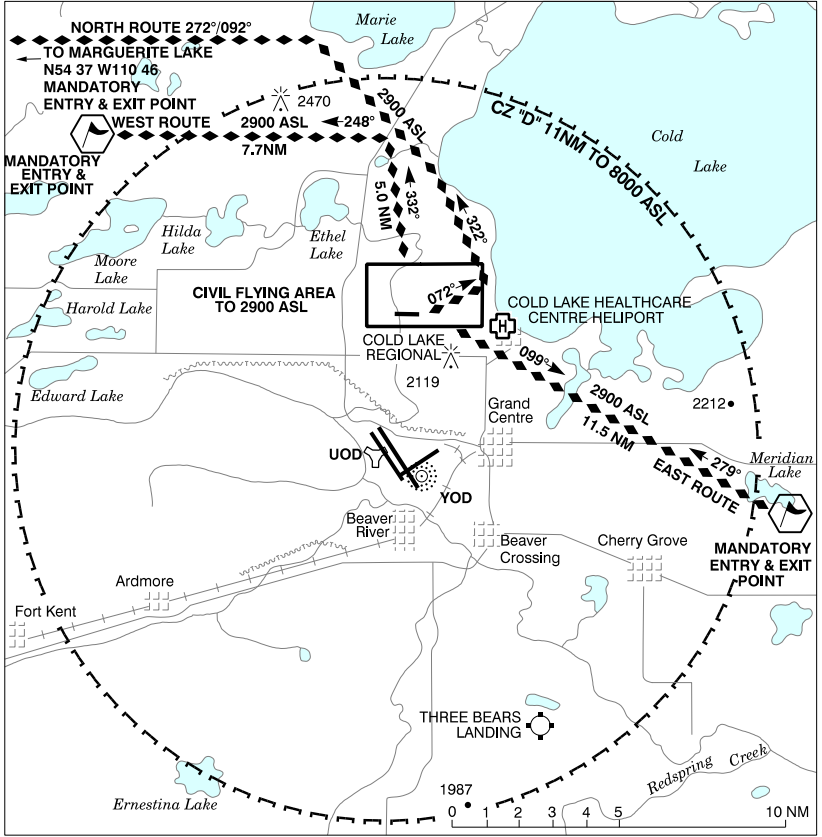 NORTH ROUTE 272°/092°
Marie
Lake
TO MARGUERITE LAKE
N54 37 W110 46
MANDATORY
ENTRY & EXIT POINT
2470
2900 ASL
CZ "D" 11NM TO 8000 ASL
Cold
Lake
WEST ROUTE
2900 ASL
248°
7.7NM
MANDATORY
ENTRY &
EXIT POINT
5.0 NM
332°
322°
Hilda
Lake
Ethel
Lake
Moore
Lake
Harold Lake
CIVIL FLYING AREA
TO 2900 ASL
072°
COLD LAKE HEALTHCARE
CENTRE HELIPORT
H
COLD LAKE
REGIONAL
2119
099°
Edward Lake
2900 ASL
11.5 NM
2212
Grand
Centre
279°
EAST ROUTE
Meridian
Lake
UOD
YOD
Beaver
River
Beaver
Crossing
Cherry Grove
MANDATORY
ENTRY & EXIT
POINT
Ardmore
Fort Kent
THREE BEARS
LANDING
Redspring Creek
Ernestina Lake
1987
0 1 2 3 4 5 10 NM